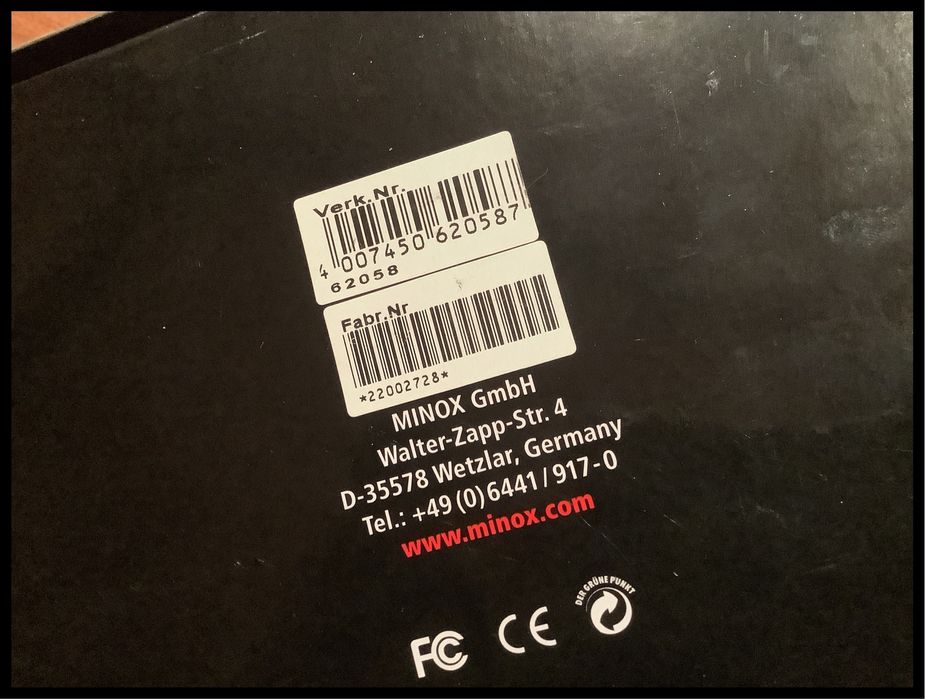 Verk.Nr.
4 007450 620587
62058
Fabr.Nr
*22002728*
MINOX GmbH
Walter-Zapp-Str. 4
D-35578 Wetzlar, Germany
Tel.: +49 (0) 6441 / 917-0
www.minox.com
DER GRÜNE PUNKT
FC CE